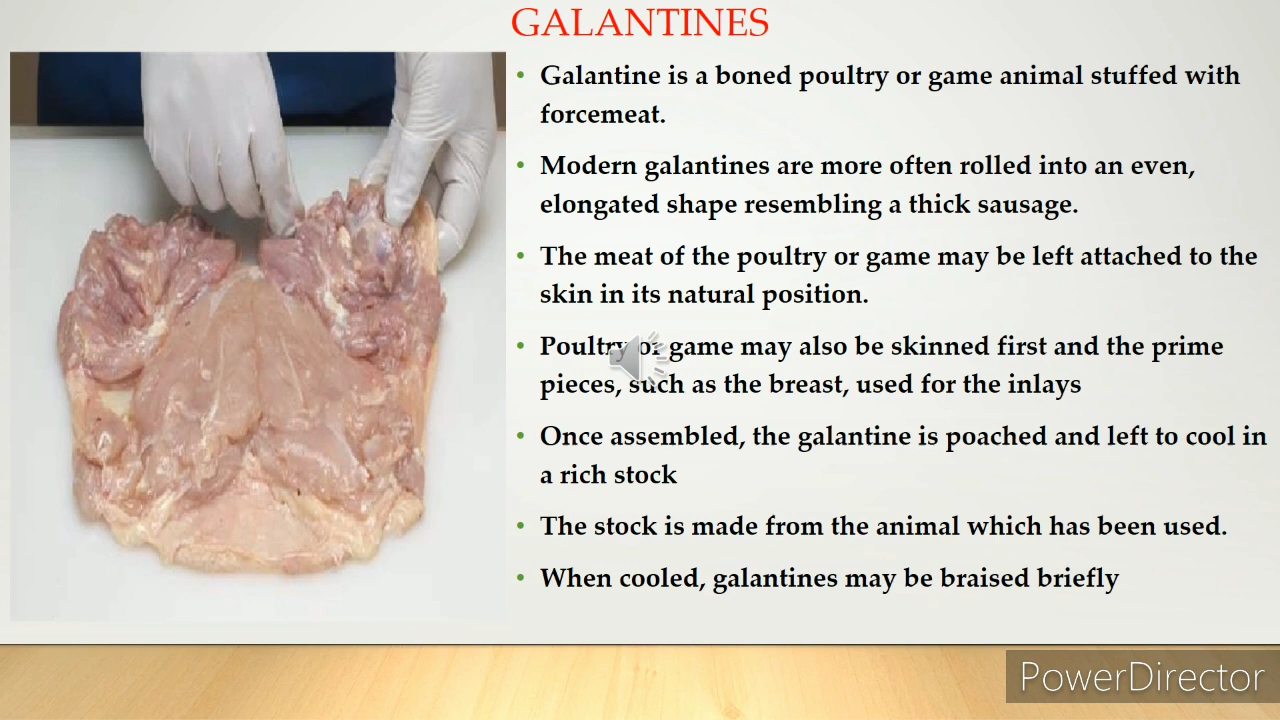 GALANTINES
• Galantine is a boned poultry or game animal stuffed with
forcemeat.
• Modern galantines are more often rolled into an even,
elongated shape resembling a thick sausage.
• The meat of the poultry or game may be left attached to the
skin in its natural position.
• Poultry or game may also be skinned first and the prime
pieces, such as the breast, used for the inlays
• Once assembled, the galantine is poached and left to cool in
a rich stock
• The stock is made from the animal which has been used.
• When cooled, galantines may be braised briefly
PowerDirector